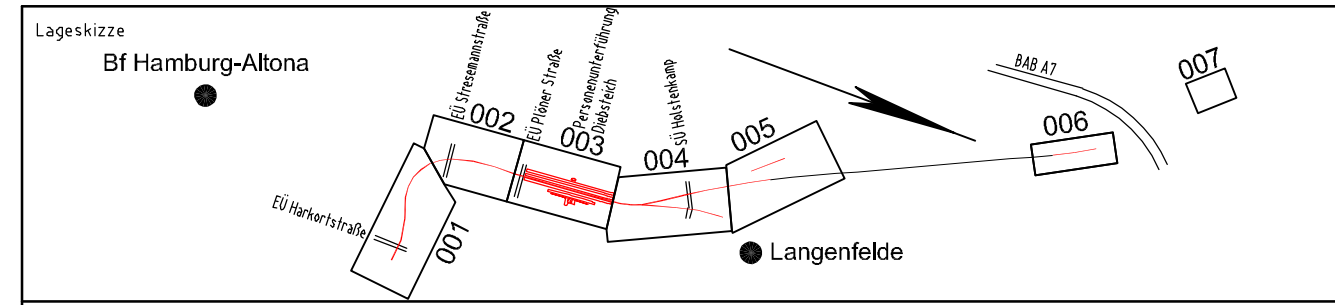 Lageskizze
Bf Hamburg-Altona
EÜ Harkortstraße
001
EÜ Stresemannstraße
002
EÜ Plöner Straße
003
Personenunterführung
Diebsteich
004
SÜ Holstenkamp
005
Langenfelde
BAB A7
006
007